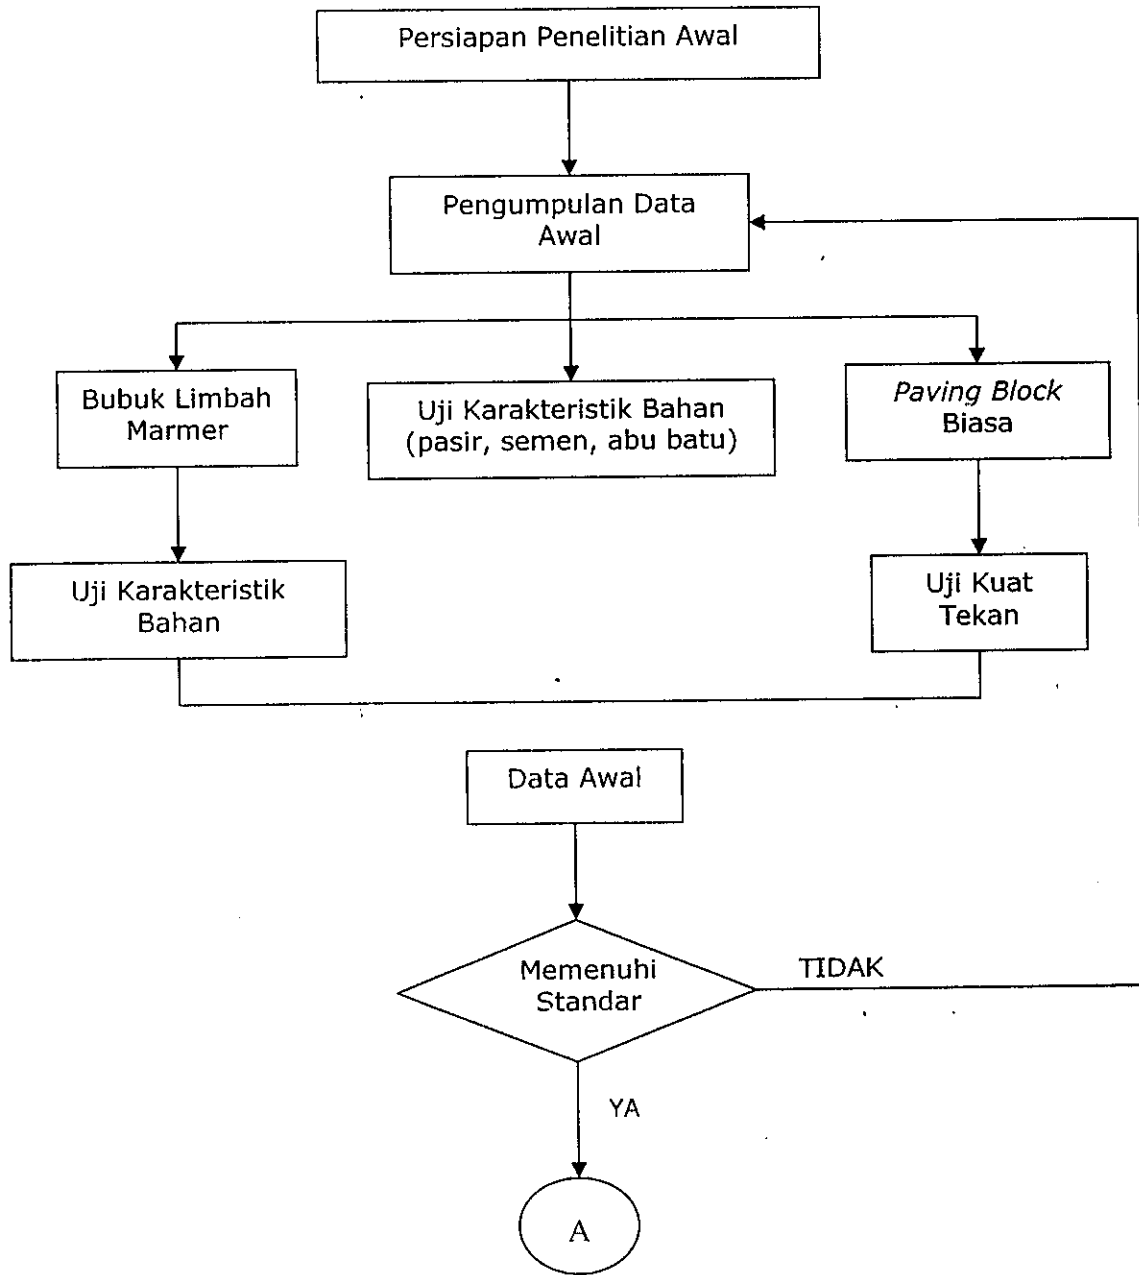 Persiapan Penelitian Awal
Pengumpulan Data
Awal
Bubuk Limbah
Marmer
Uji Karakteristik Bahan
(pasir, semen, abu batu)
Paving Block
Biasa
Uji Karakteristik
Bahan
Uji Kuat
Tekan
Data Awal
Memenuhi
Standar
TIDAK
YA
A